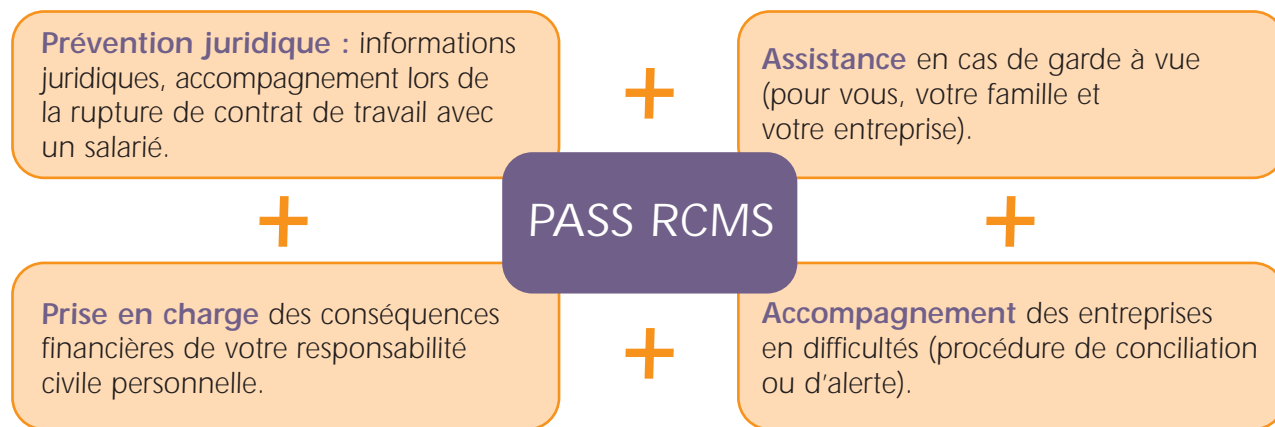 Prévention juridique : informations
juridiques, accompagnement lors de
la rupture de contrat de travail avec
un salarié.
+
Assistance en cas de garde à vue
(pour vous, votre famille et
votre entreprise).
+
PASS RCMS
+
Prise en charge des conséquences
financières de votre responsabilité
civile personnelle.
+
Accompagnement des entreprises
en difficultés (procédure de conciliation
ou d'alerte).